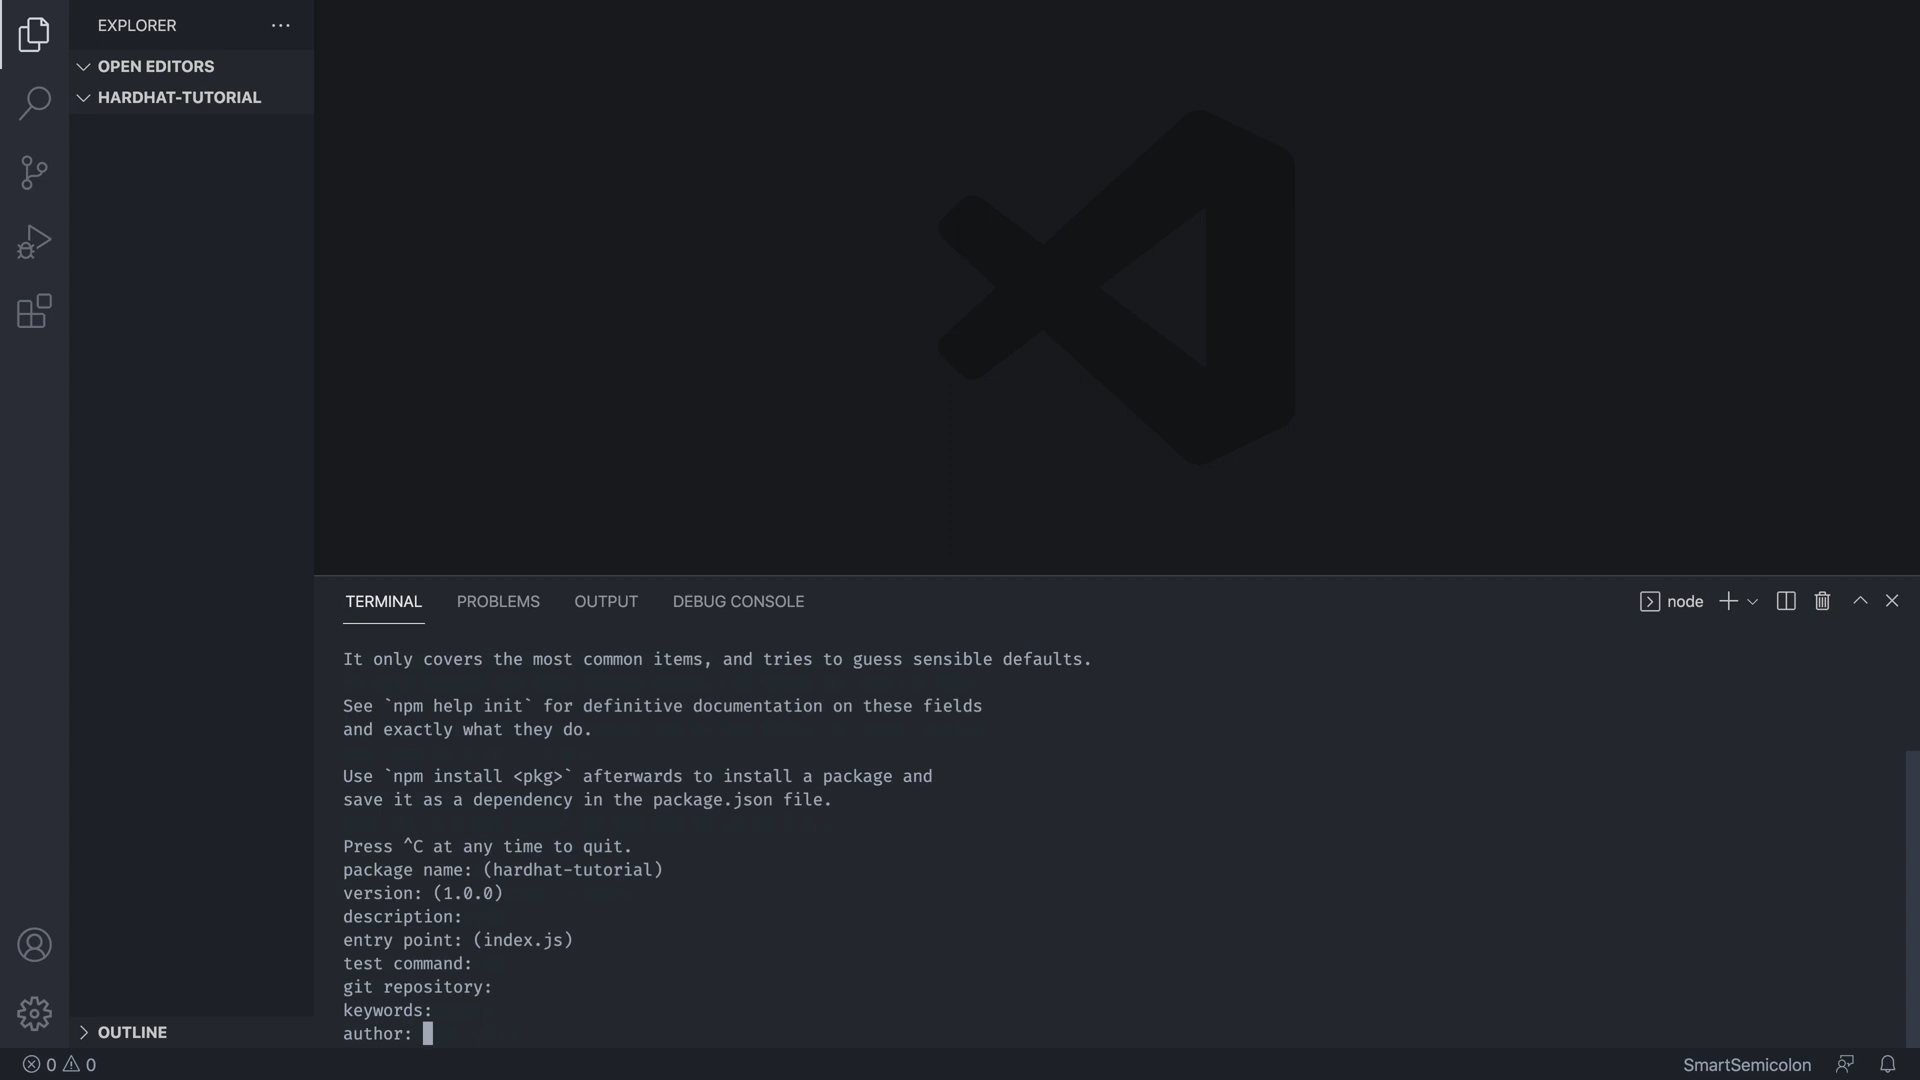 EXPLORER
OPEN EDITORS
HARDHAT-TUTORIAL
TERMINAL PROBLEMS OUTPUT DEBUG CONSOLE node
It only covers the most common items, and tries to guess sensible defaults.
See `npm help init` for definitive documentation on these fields
and exactly what they do.
Use `npm install <pkg>` afterwards to install a package and
save it as a dependency in the package.json file.
Press ^C at any time to quit.
package name: (hardhat-tutorial)
version: (1.0.0)
description:
entry point: (index.js)
test command:
git repository:
keywords:
author:
OUTLINE
0 0 SmartSemicolon